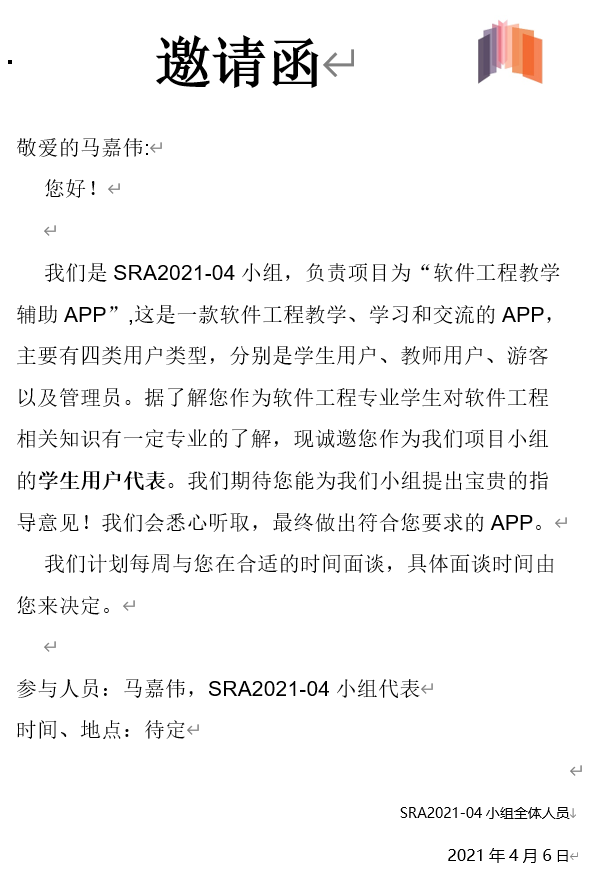 邀请函
敬爱的马嘉伟:
您好！
我们是 SRA2021-04 小组，负责项目为“软件工程教学
辅助 APP”,这是一款软件工程教学、学习和交流的 APP，
主要有四类用户类型，分别是学生用户、教师用户、游客
以及管理员。据了解您作为软件工程专业学生对软件工程
相关知识有一定专业的了解，现诚邀您作为我们项目小组
的学生用户代表。我们期待您能为我们小组提出宝贵的指
导意见！我们会悉心听取，最终做出符合您要求的 APP。
我们计划每周与您在合适的时间面谈，具体面谈时间由
您来决定。
参与人员：马嘉伟，SRA2021-04 小组代表
时间、地点：待定
SRA2021-04 小组全体人员
2021 年 4 月 6 日